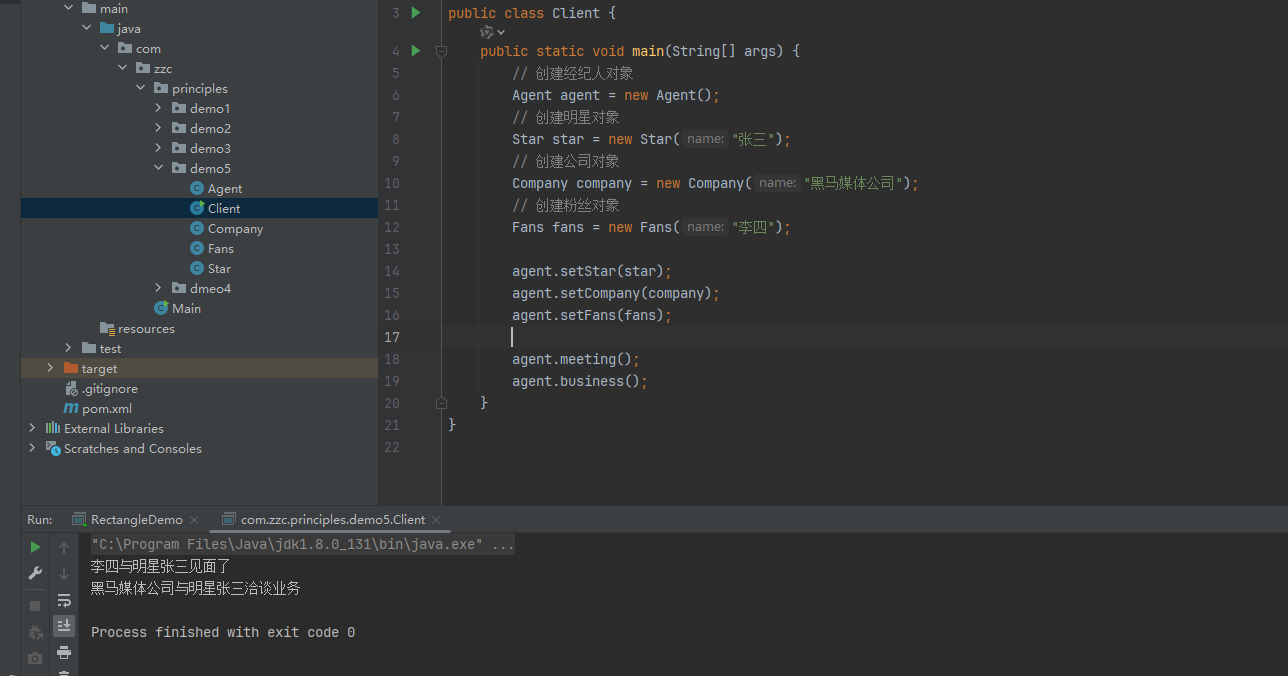 main
java
com
zzc
principles
demo1
demo2
demo3
demo5
Agent
Client
Company
Fans
Star
dmeo4
Main
resources
test
target
.gitignore
pom.xml
External Libraries
Scratches and Consoles
3 public class Client {
4 public static void main(String[] args) {
5 // 创建经纪人对象
6 Agent agent = new Agent();
7 // 创建明星对象
8 Star star = new Star( name: "张三");
9 // 创建公司对象
10 Company company = new Company( name: "黑马媒体公司");
11 // 创建粉丝对象
12 Fans fans = new Fans( name: "李四");
13
14 agent.setStar(star);
15 agent.setCompany(company);
16 agent.setFans(fans);
17
18 agent.meeting();
19 agent.business();
20 }
21 }
22
Run: RectangleDemo × com.zzc.principles.demo5.Client ×
"C:\Program Files\Java\jdk1.8.0_131\bin\java.exe" ...
李四与明星张三见面了
黑马媒体公司与明星张三洽谈业务
Process finished with exit code 0